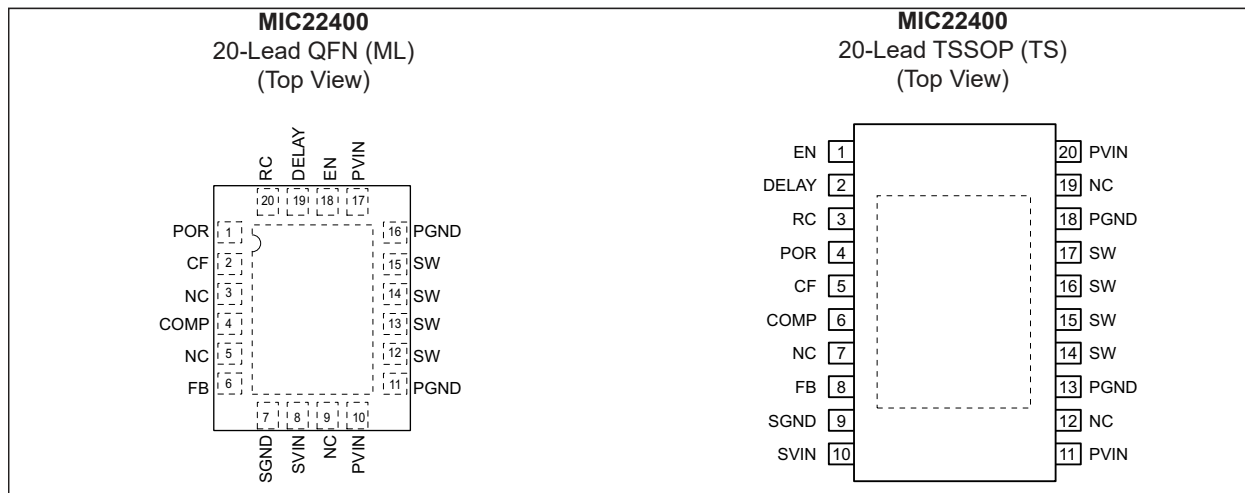 MIC22400
20-Lead QFN (ML)
(Top View)
RC
DELAY
EN
PVIN
20 19 18 17
POR 1
CF 2
NC 3
COMP 4
NC 5
FB 6
16 PGND
15 SW
14 SW
13 SW
12 SW
11 PGND
7 8 9 10
SGND
SVIN
NC
PVIN
MIC22400
20-Lead TSSOP (TS)
(Top View)
EN 1
DELAY 2
RC 3
POR 4
CF 5
COMP 6
NC 7
FB 8
SGND 9
SVIN 10
20 PVIN
19 NC
18 PGND
17 SW
16 SW
15 SW
14 SW
13 PGND
12 NC
11 PVIN